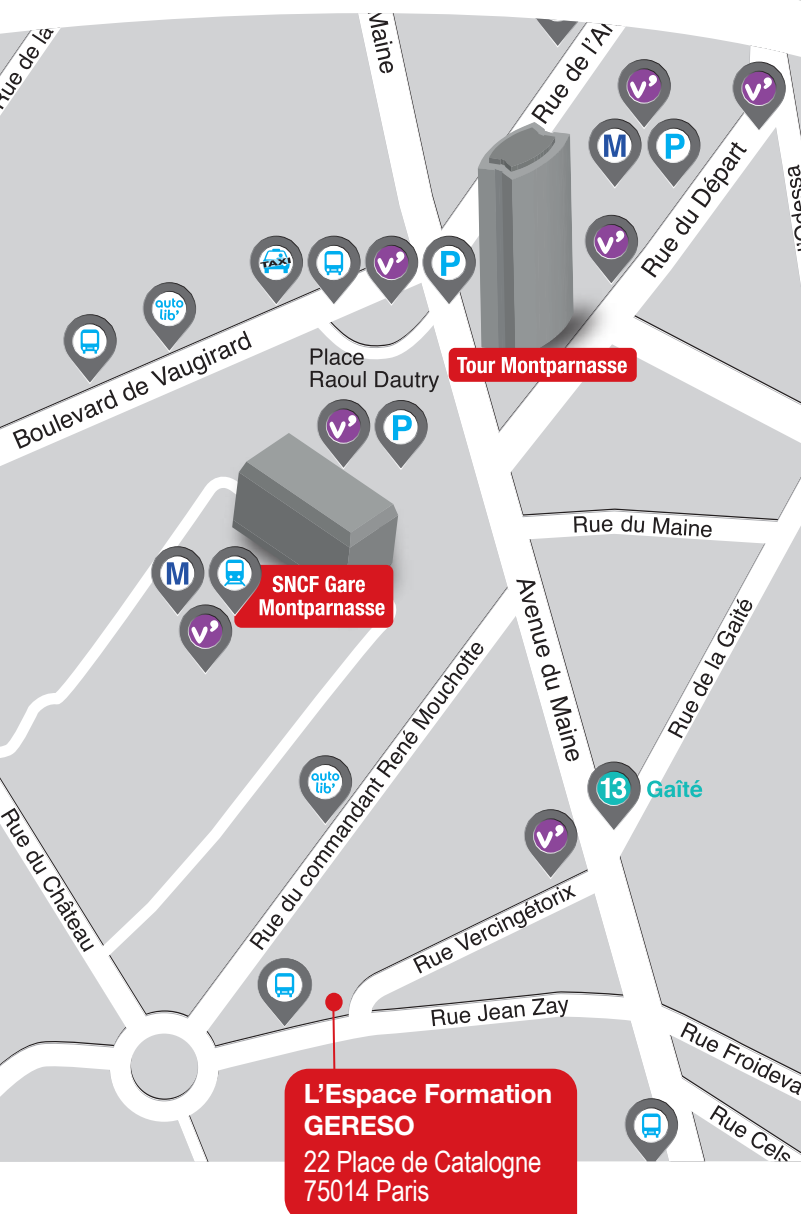 Rue de la
Maine
Rue de l'Ar
v'
v'
M
P
Rue du Départ
d'Odessa
v'
TAXI
v'
P
auto
lib'
Boulevard de Vaugirard
Place
Raoul Dautry
Tour Montparnasse
v'
P
Rue du Maine
M
SNCF Gare
Montparnasse
v'
Avenue du Maine
Rue de la Gaité
Rue du commandant René Mouchotte
auto
lib'
13
Gaîté
v'
Rue du Château
Rue Vercingétorix
Rue Jean Zay
Rue Froideva
Rue Cels
L'Espace Formation
GERESO
22 Place de Catalogne
75014 Paris